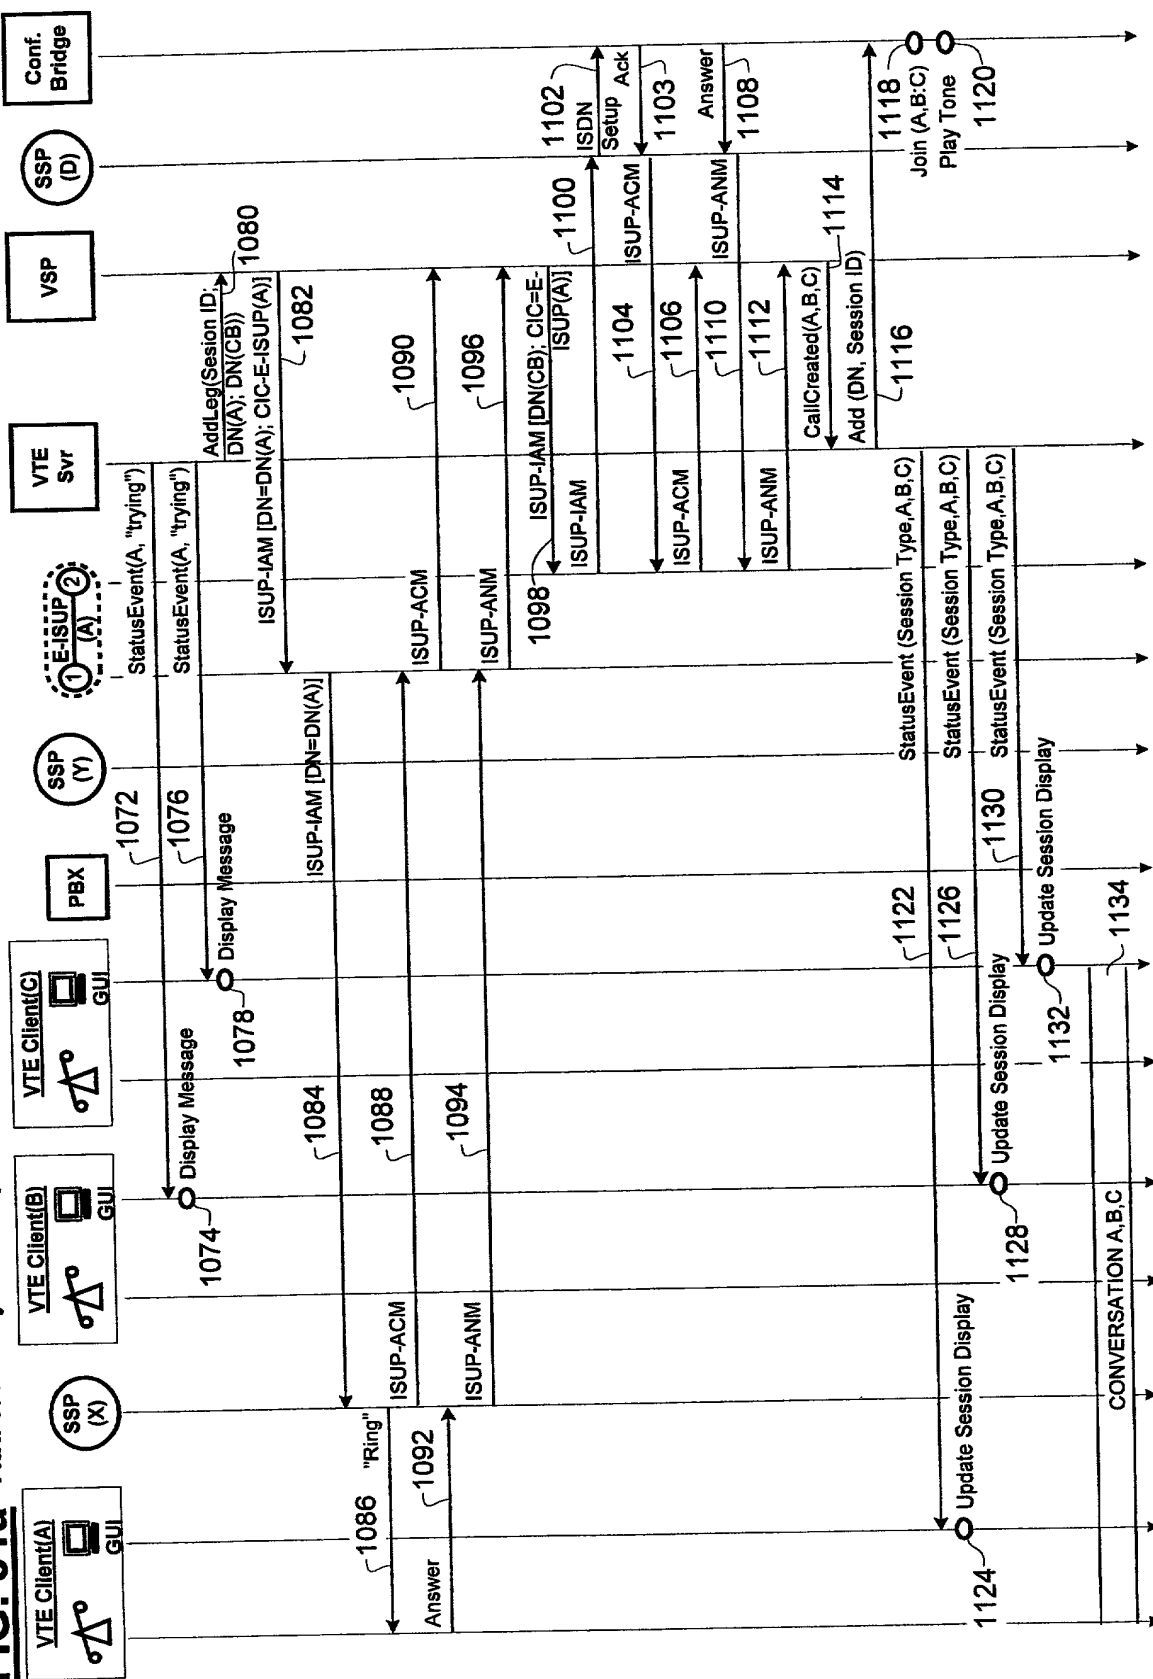 VTE Client(A)
GUI
SSP
(X)
VTE Client(B)
GUI
VTE Client(C)
GUI
PBX
SSP
(Y)
E-ISUP
(A)
1
2
VTE
Svr
VSP
SSP
(D)
Conf.
Bridge
StatusEvent(A, "trying")
1072
Display Message
1074
StatusEvent(A, "trying")
1076
Display Message
1078
AddLeg(Sesion ID;
DN(A); DN(CB))
1080
ISUP-IAM [DN=DN(A); CIC-E-ISUP(A)]
1082
ISUP-IAM [DN=DN(A)]
1084
"Ring"
1086
ISUP-ACM
1088
ISUP-ACM
1090
Answer
1092
ISUP-ANM
1094
ISUP-ANM
1096
ISUP-IAM [DN(CB); CIC=E-
ISUP(A)]
1098
ISUP-IAM
1100
ISDN
Setup
1102
Ack
1103
ISUP-ACM
1104
ISUP-ACM
1106
Answer
1108
ISUP-ANM
1110
ISUP-ANM
1112
CallCreated(A,B,C)
1114
Add (DN, Session ID)
1116
Join (A,B:C)
1118
Play Tone
1120
StatusEvent (Session Type,A,B,C)
1122
Update Session Display
1124
StatusEvent (Session Type,A,B,C)
1126
Update Session Display
1128
StatusEvent (Session Type,A,B,C)
1130
Update Session Display
1132
CONVERSATION A,B,C
1134